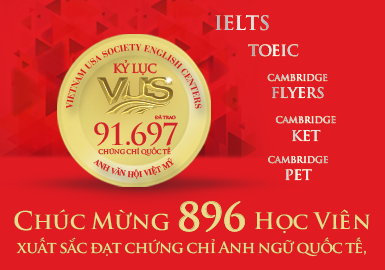 IELTS
TOEIC
CAMBRIDGE
FLYERS
CAMBRIDGE
KET
CAMBRIDGE
PET
VIETNAM USA SOCIETY ENGLISH CENTERS
KỶ LỤC
VUS
ĐÃ TRAO
91.697
CHỨNG CHỈ QUỐC TẾ
ANH VĂN HỘI VIỆT MỸ
CHÚC MỪNG 896 HỌC VIÊN
XUẤT SẮC ĐẠT CHỨNG CHỈ ANH NGỮ QUỐC TẾ,